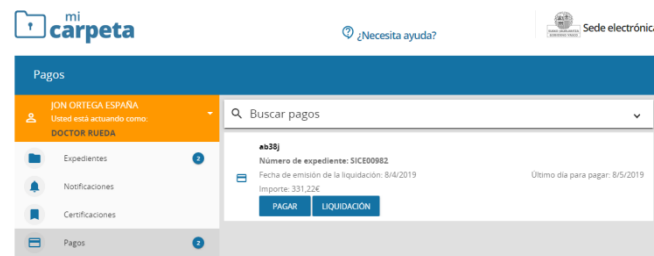 mi
carpeta
¿Necesita ayuda?
Sede electrónica
Pagos
JON ORTEGA ESPAÑA
Usted está actuando como:
DOCTOR RUEDA
Expedientes 2
Notificaciones
Certificaciones
Pagos 2
Buscar pagos
ab38j
Número de expediente: SICE00982
Fecha de emisión de la liquidación: 8/4/2019
Último día para pagar: 8/5/2019
Importe: 331,22€
PAGAR LIQUIDACIÓN